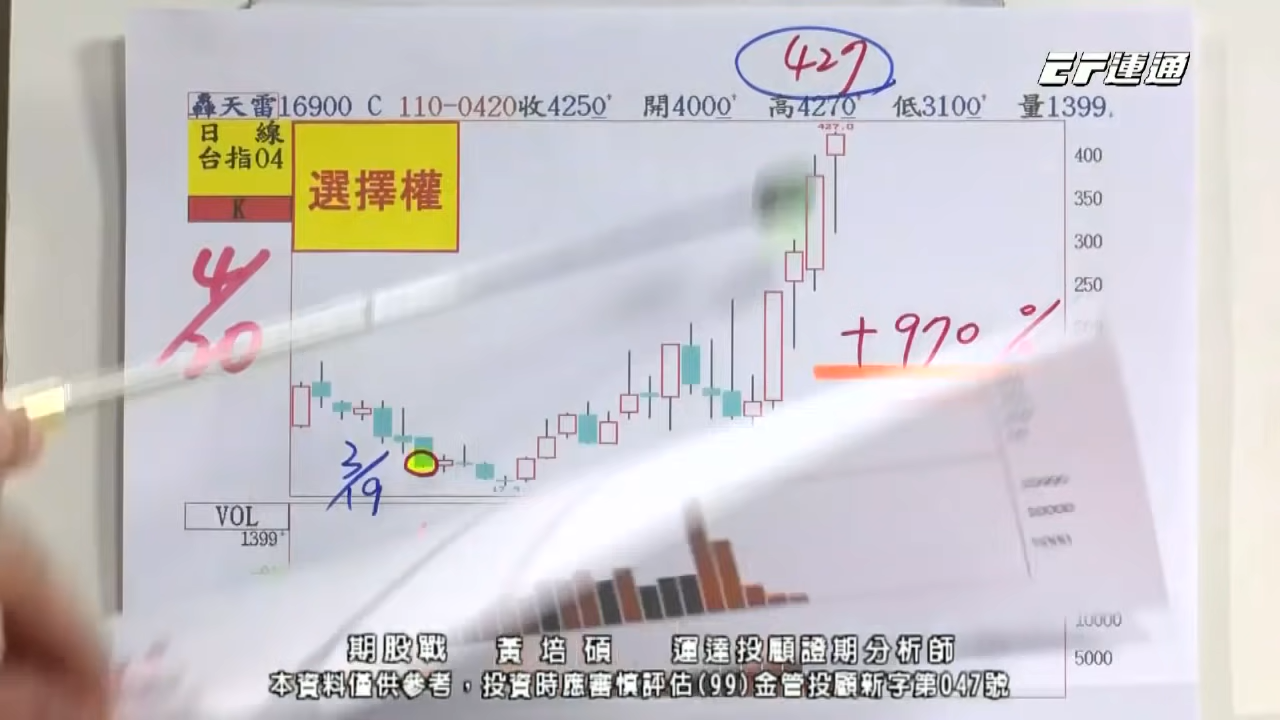 427
EF運通
轟天雷16900 C 110-0420收4250' 開4000' 高4270' 低3100' 量1399
日 線
台指04
K
選擇權
427.0
400
350
300
250
4/20
+970%
3/19
VOL
1399
10000
5000
期股戰 黃培碩 運達投顧證期分析師
本資料僅供參考，投資時應審慎評估(99)金管投顧新字第047號